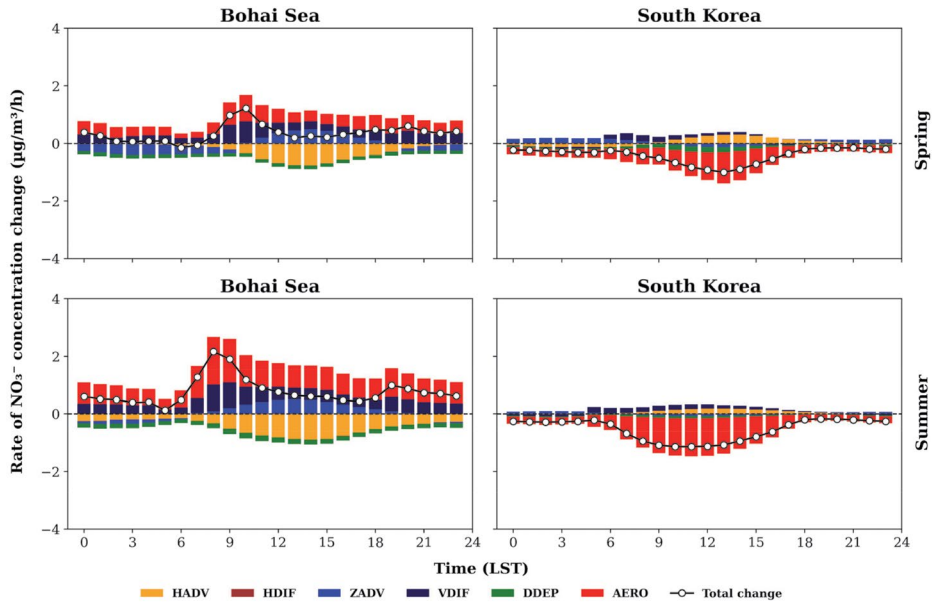 Bohai Sea
South Korea
4
2
0
−2
−4
Spring
Bohai Sea
South Korea
4
2
0
−2
−4
Summer
Rate of NO₃⁻ concentration change (µg/m³/h)
0 3 6 9 12 15 18 21 24
0 3 6 9 12 15 18 21 24
Time (LST)
HADV HDIF ZADV VDIF DDEP AERO Total change